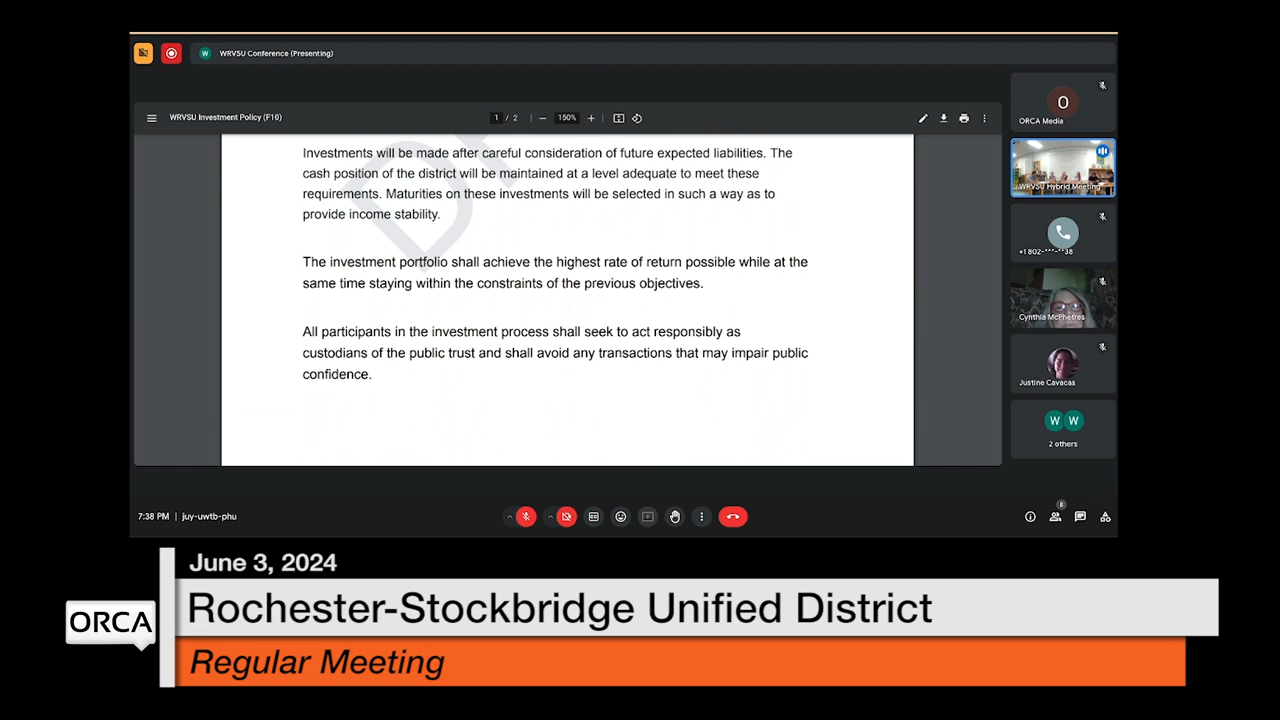 W WRVSU Conference (Presenting)
WRVSU Investment Policy (F10)
1 / 2 | − 150% +
Investments will be made after careful consideration of future expected liabilities. The
cash position of the district will be maintained at a level adequate to meet these
requirements. Maturities on these investments will be selected in such a way as to
provide income stability.
The investment portfolio shall achieve the highest rate of return possible while at the
same time staying within the constraints of the previous objectives.
All participants in the investment process shall seek to act responsibly as
custodians of the public trust and shall avoid any transactions that may impair public
confidence.
O
ORCA Media
WRVSU Hybrid Meeting
+1 802-***-**38
Cynthia McPhetres
Justine Cavacas
W W
2 others
7:38 PM | juy-uwtb-phu
8
June 3, 2024
ORCA
Rochester-Stockbridge Unified District
Regular Meeting